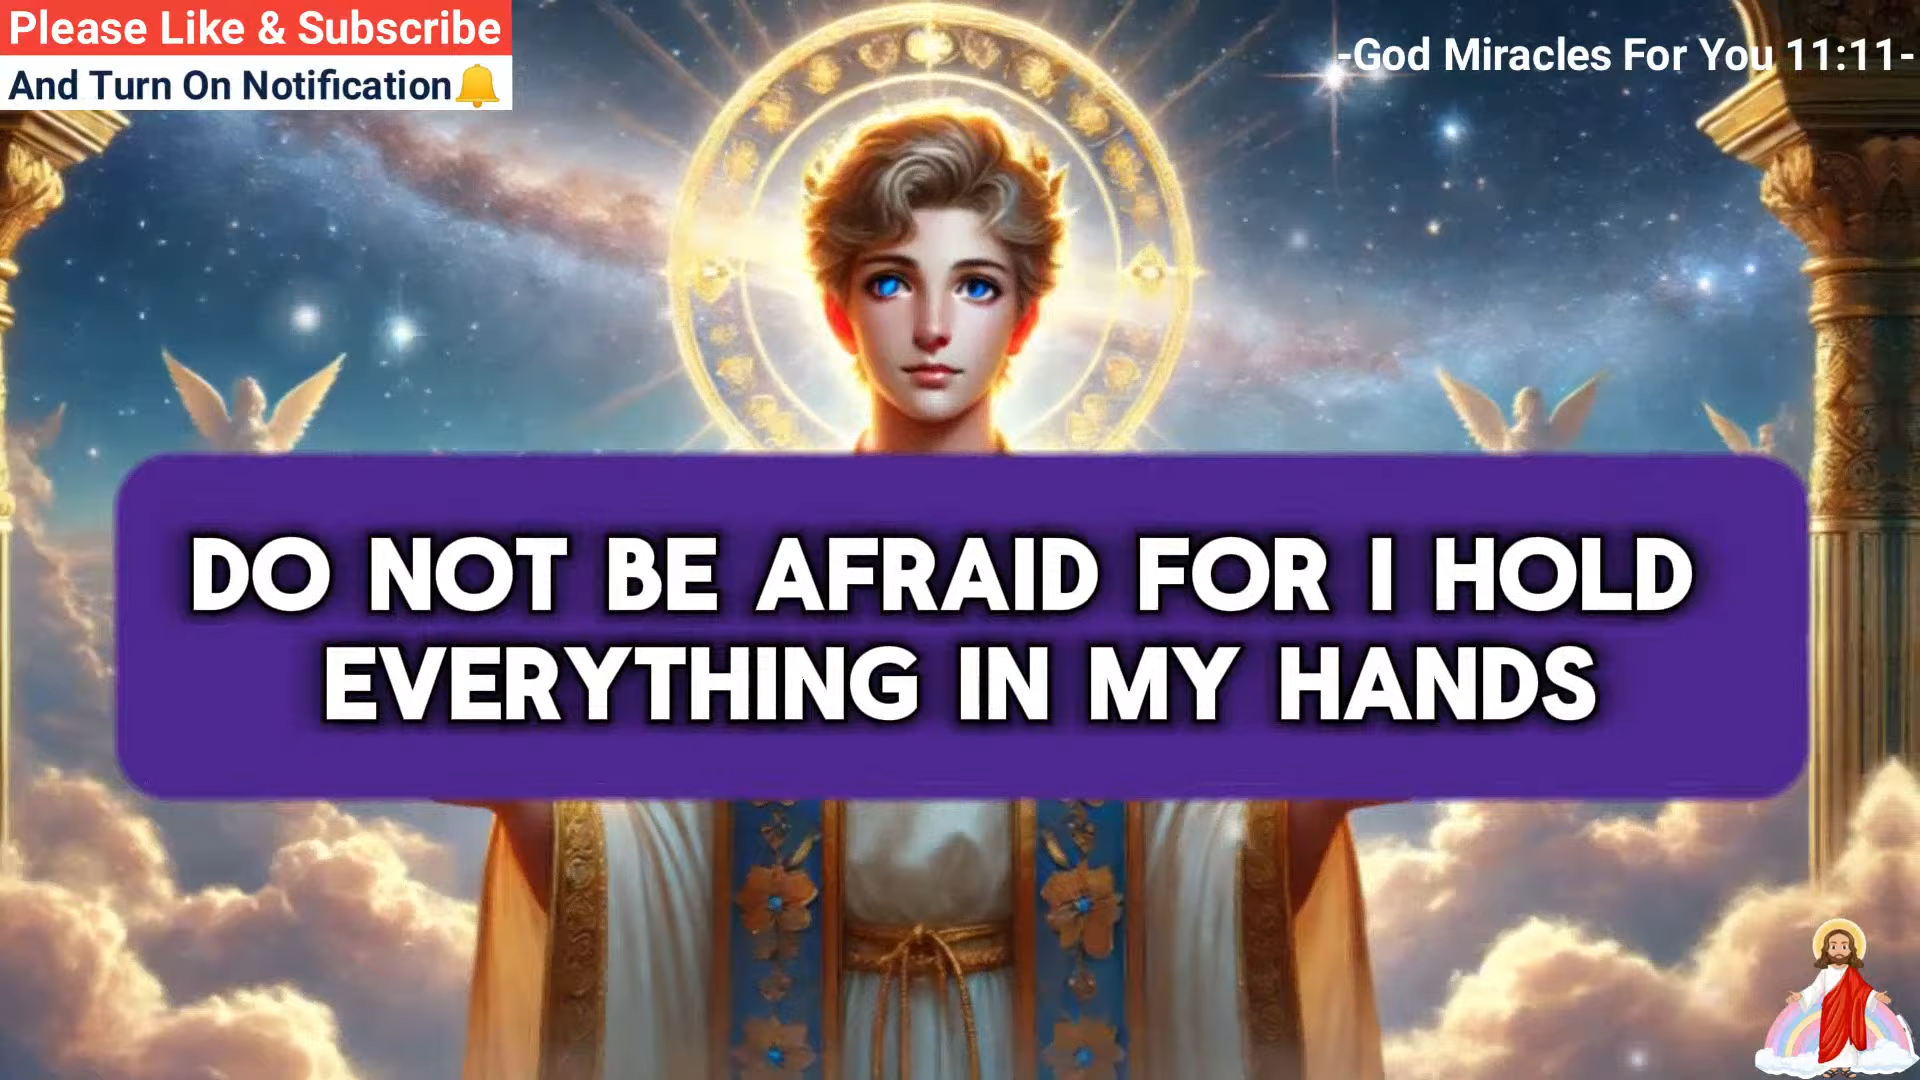 Please Like & Subscribe
And Turn On Notification🔔
-God Miracles For You 11:11-
DO NOT BE AFRAID FOR I HOLD
EVERYTHING IN MY HANDS